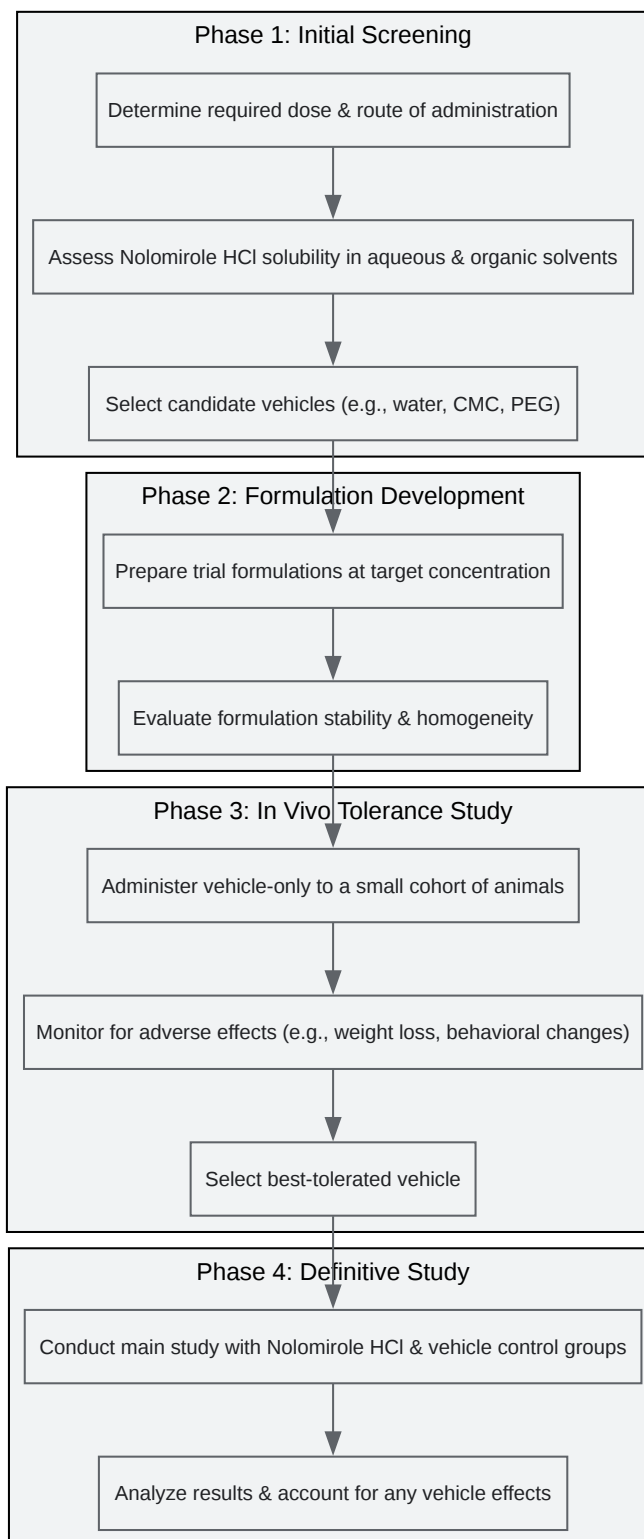 Phase 1: Initial Screening
Determine required dose & route of administration
Assess Nolomirole HCl solubility in aqueous & organic solvents
Select candidate vehicles (e.g., water, CMC, PEG)
Phase 2: Formulation Development
Prepare trial formulations at target concentration
Evaluate formulation stability & homogeneity
Phase 3: In Vivo Tolerance Study
Administer vehicle-only to a small cohort of animals
Monitor for adverse effects (e.g., weight loss, behavioral changes)
Select best-tolerated vehicle
Phase 4: Definitive Study
Conduct main study with Nolomirole HCl & vehicle control groups
Analyze results & account for any vehicle effects